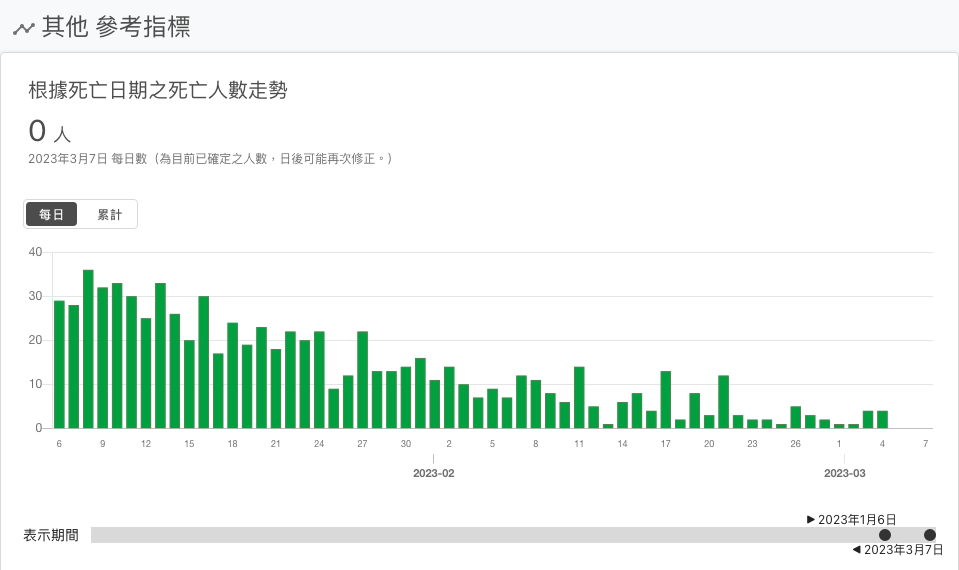 其他 參考指標
根據死亡日期之死亡人數走勢
0 人
2023年3月7日 每日數（為目前已確定之人數，日後可能再次修正。）
每日 累計
40
30
20
10
0
6 9 12 15 18 21 24 27 30 2 5 8 11 14 17 20 23 26 1 4 7
2023-02 2023-03
▶ 2023年1月6日
表示期間
◀ 2023年3月7日